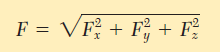 F = √(F_x² + F_y² + F_z²)